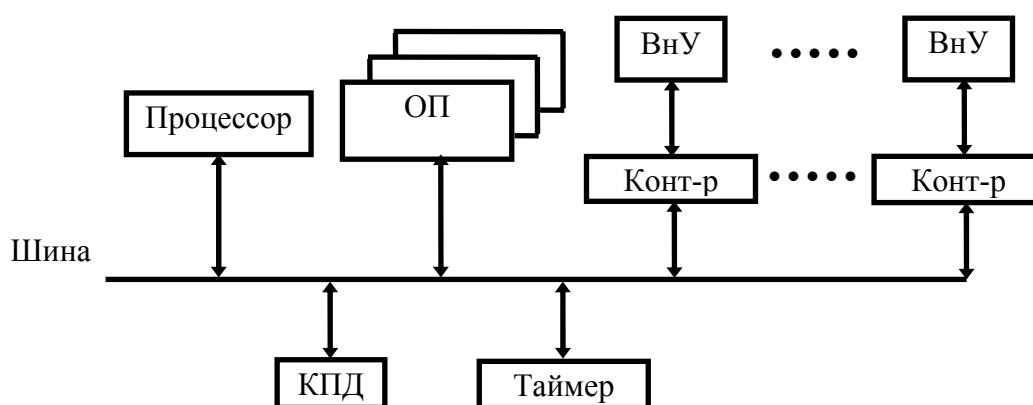 ВнУ
ВнУ
Процессор
ОП
Конт-р
Конт-р
Шина
КПД
Таймер